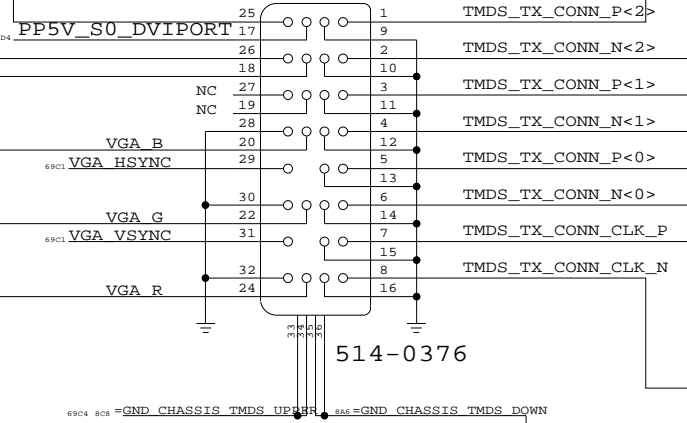 25 1 TMDS_TX_CONN_P<2>
D4 PP5V_S0_DVIPORT 17 9
26 2 TMDS_TX_CONN_N<2>
18 10
NC 27 3 TMDS_TX_CONN_P<1>
NC 19 11
28 4 TMDS_TX_CONN_N<1>
VGA_B 20 12
69C1 VGA_HSYNC 29 5 TMDS_TX_CONN_P<0>
13
30 6 TMDS_TX_CONN_N<0>
VGA_G 22 14
69C1 VGA_VSYNC 31 7 TMDS_TX_CONN_CLK_P
15
32 8 TMDS_TX_CONN_CLK_N
VGA_R 24 16
33 34 35 36
514-0376
69C4 8C8 =GND_CHASSIS_TMDS_UPPER 8A6 =GND_CHASSIS_TMDS_DOWN